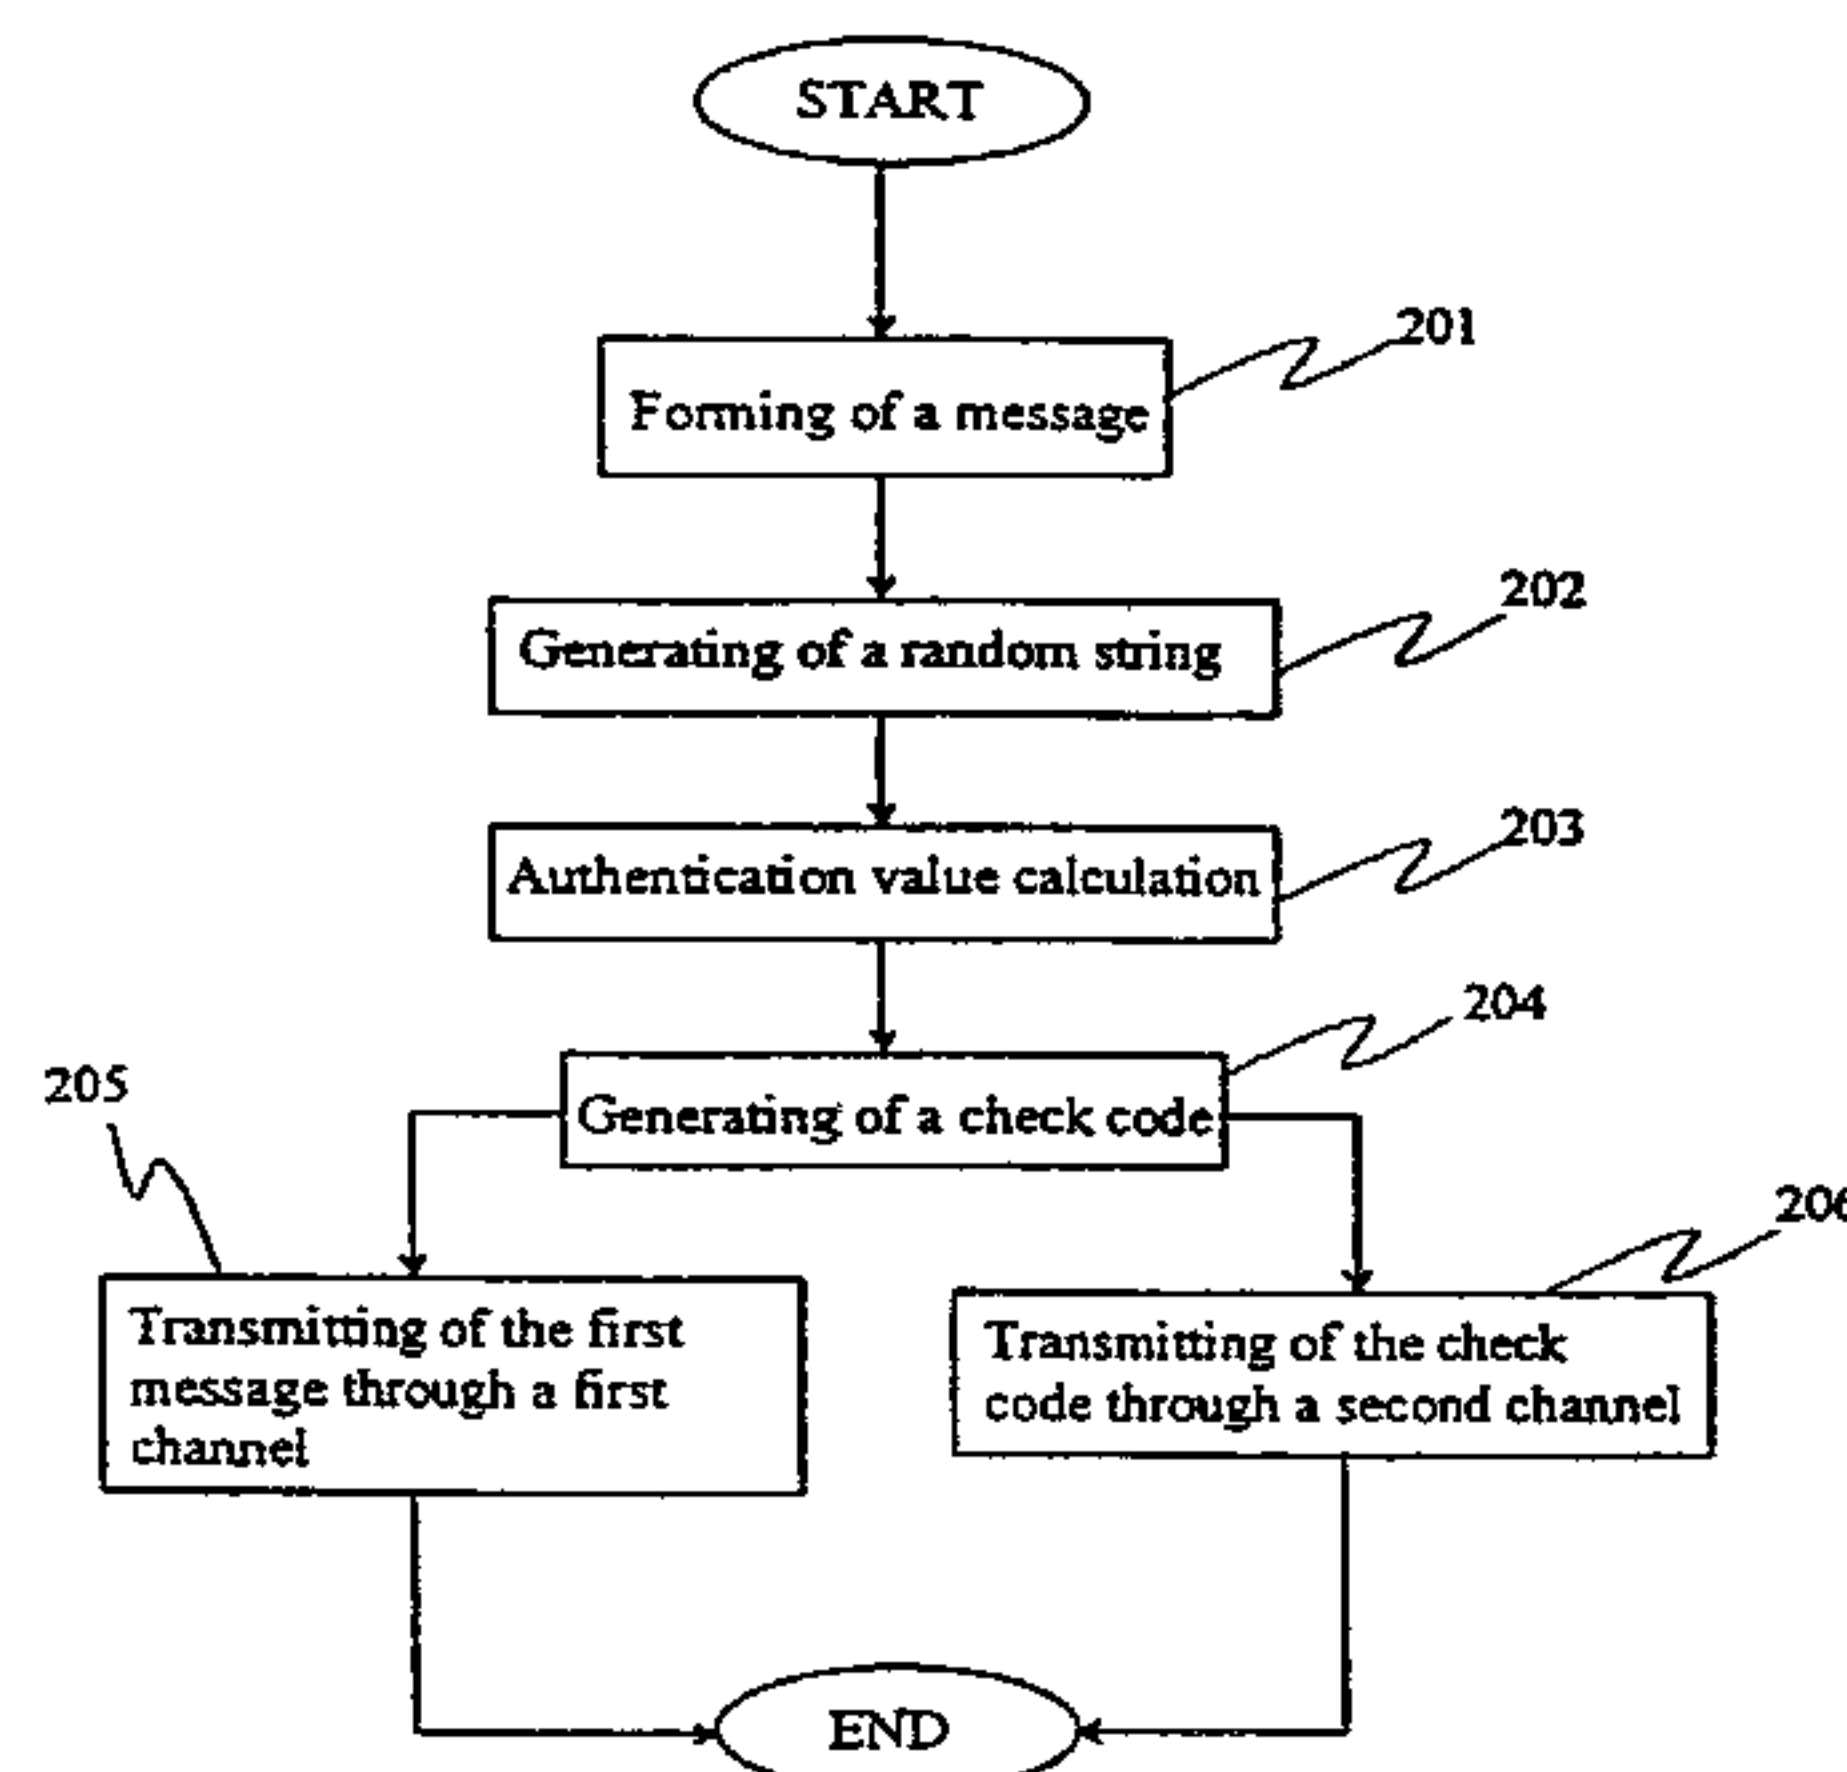 START
201
Forming of a message
202
Generating of a random string
203
Authentication value calculation
204
Generating of a check code
205
206
Transmitting of the first
message through a first
channel
Transmitting of the check
code through a second channel
END